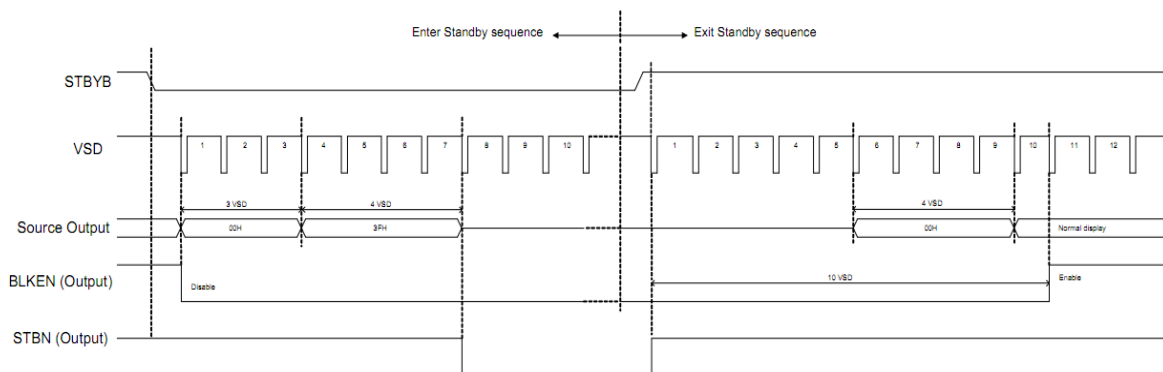 Enter Standby sequence
Exit Standby sequence
STBYB
VSD
1 2 3 4 5 6 7 8 9 10 1 2 3 4 5 6 7 8 9 10 11 12
3 VSD 4 VSD 4 VSD
Source Output 00H 3FH 00H Normal display
BLKEN (Output) Disable 10 VSD Enable
STBN (Output)